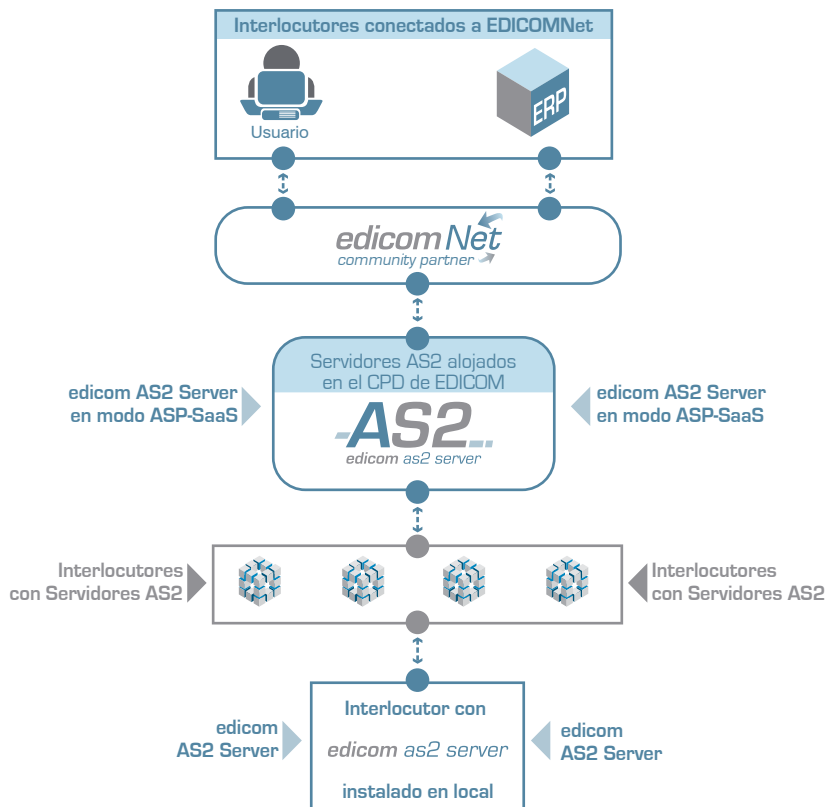 Interlocutores conectados a EDICOMNet
Usuario
ERP
edicom Net
community partner
Servidores AS2 alojados
en el CPD de EDICOM
edicom AS2 Server
en modo ASP-SaaS
edicom AS2 Server
en modo ASP-SaaS
AS2
edicom as2 server
Interlocutores
con Servidores AS2
Interlocutores
con Servidores AS2
Interlocutor con
edicom as2 server
instalado en local
edicom
AS2 Server
edicom
AS2 Server